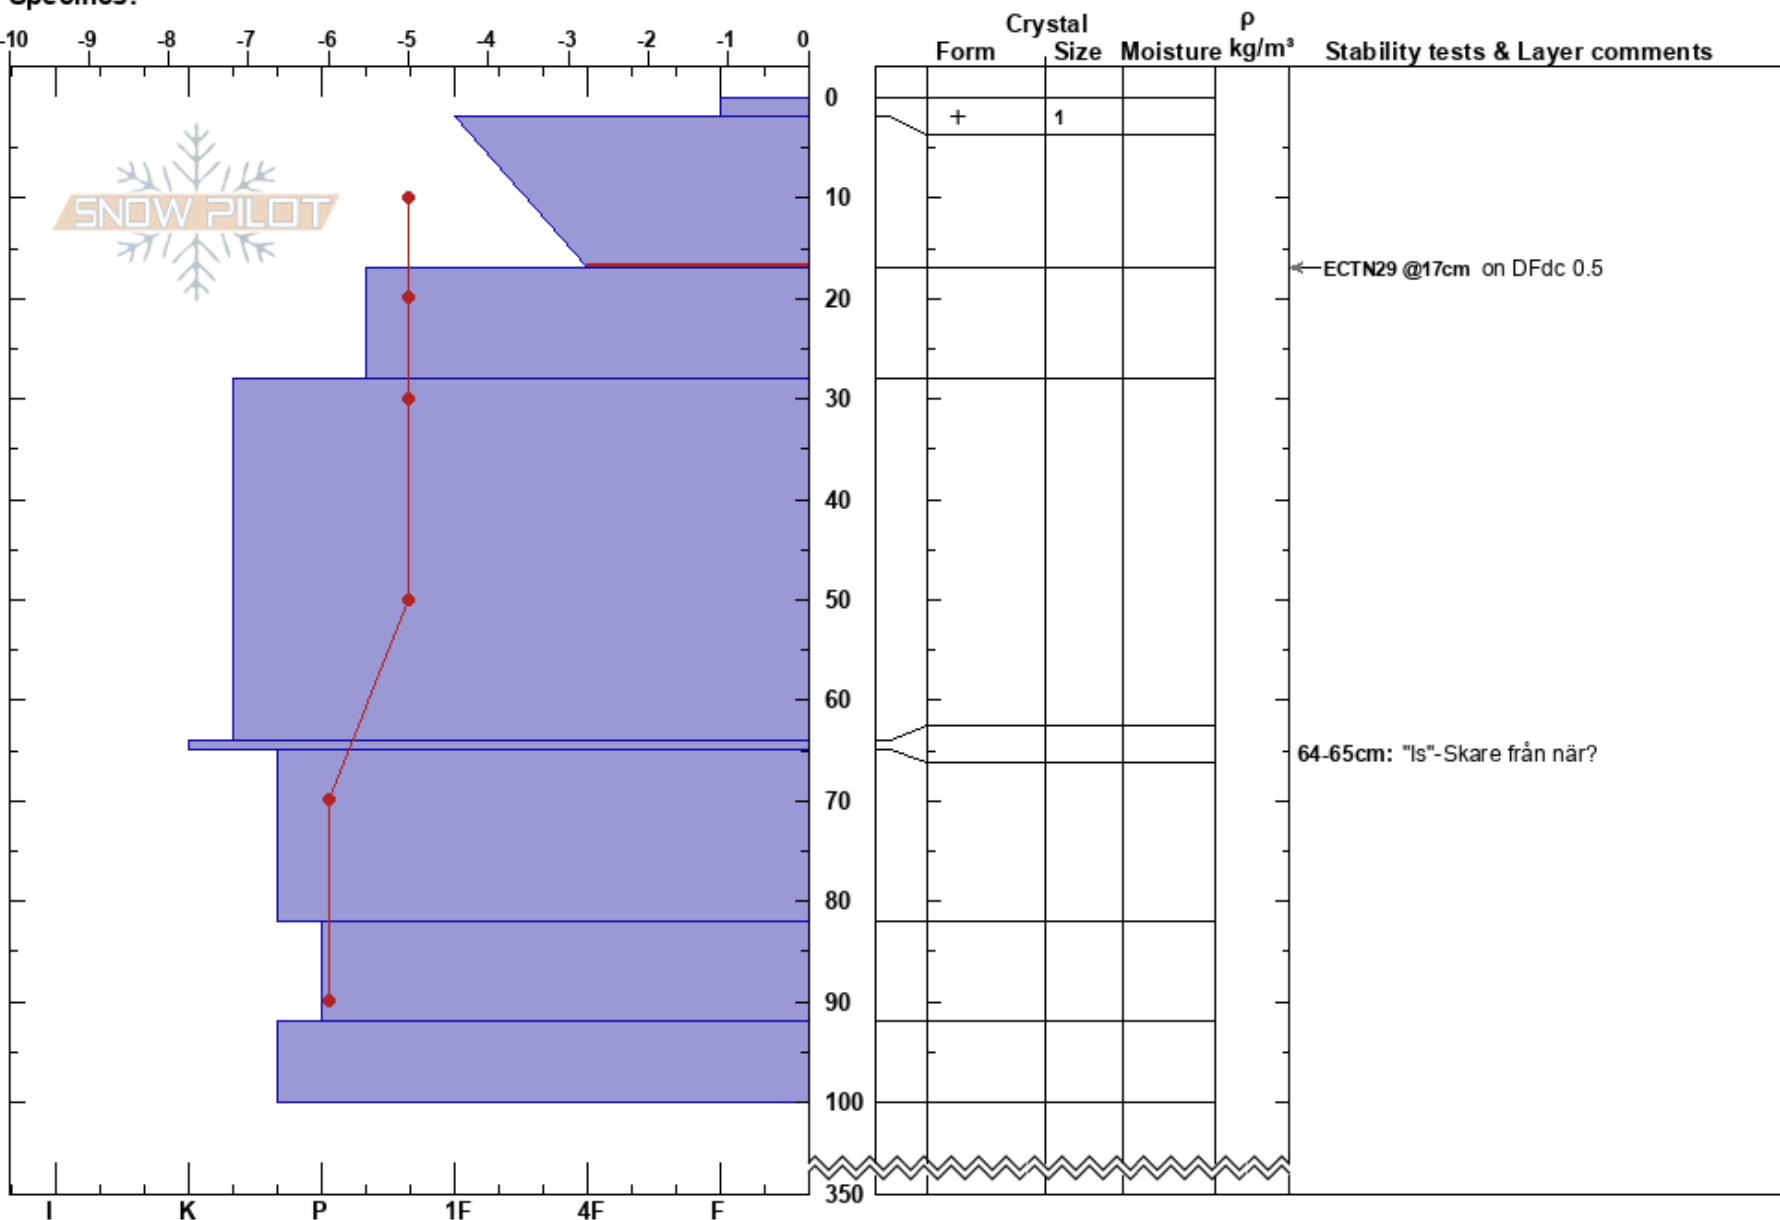 Specifics:
-10 -9 -8 -7 -6 -5 -4 -3 -2 -1 0
Crystal
ρ
Form Size Moisture kg/m³ Stability tests & Layer comments
0
+ 1
SNOW PILOT
10
ECTN29 @17cm on DFdc 0.5
20
30
40
50
60
64-65cm: "Is"-Skare från när?
70
80
90
100
350
I K P 1F 4F F